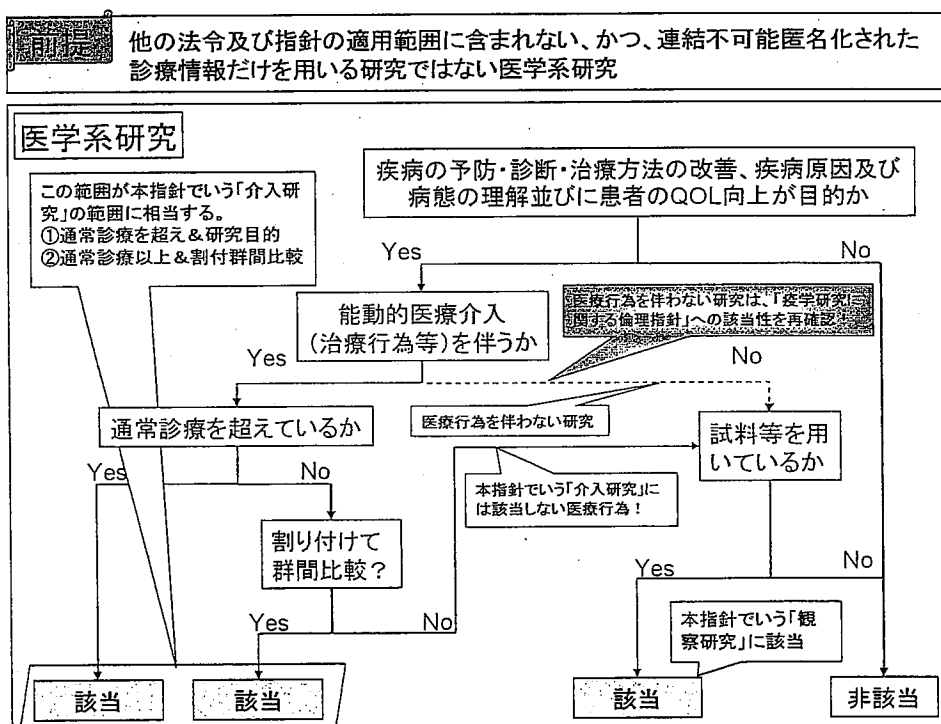 前提
他の法令及び指針の適用範囲に含まれない、かつ、連結不可能匿名化された
診療情報だけを用いる研究ではない医学系研究
医学系研究
この範囲が本指針でいう「介入研
究」の範囲に相当する。
①通常診療を超え&研究目的
②通常診療以上&割付群間比較
疾病の予防・診断・治療方法の改善、疾病原因及び
病態の理解並びに患者のQOL向上が目的か
Yes
No
能動的医療介入
(治療行為等)を伴うか
医療行為を伴わない研究は、「疫学研究に
関する倫理指針」への該当性を再確認
Yes
No
通常診療を超えているか
医療行為を伴わない研究
試料等を用
いているか
Yes
No
本指針でいう「介入研究」に
は該当しない医療行為!
割り付けて
群間比較?
Yes
No
Yes
No
本指針でいう「観
察研究」に該当
該当
該当
該当
非該当